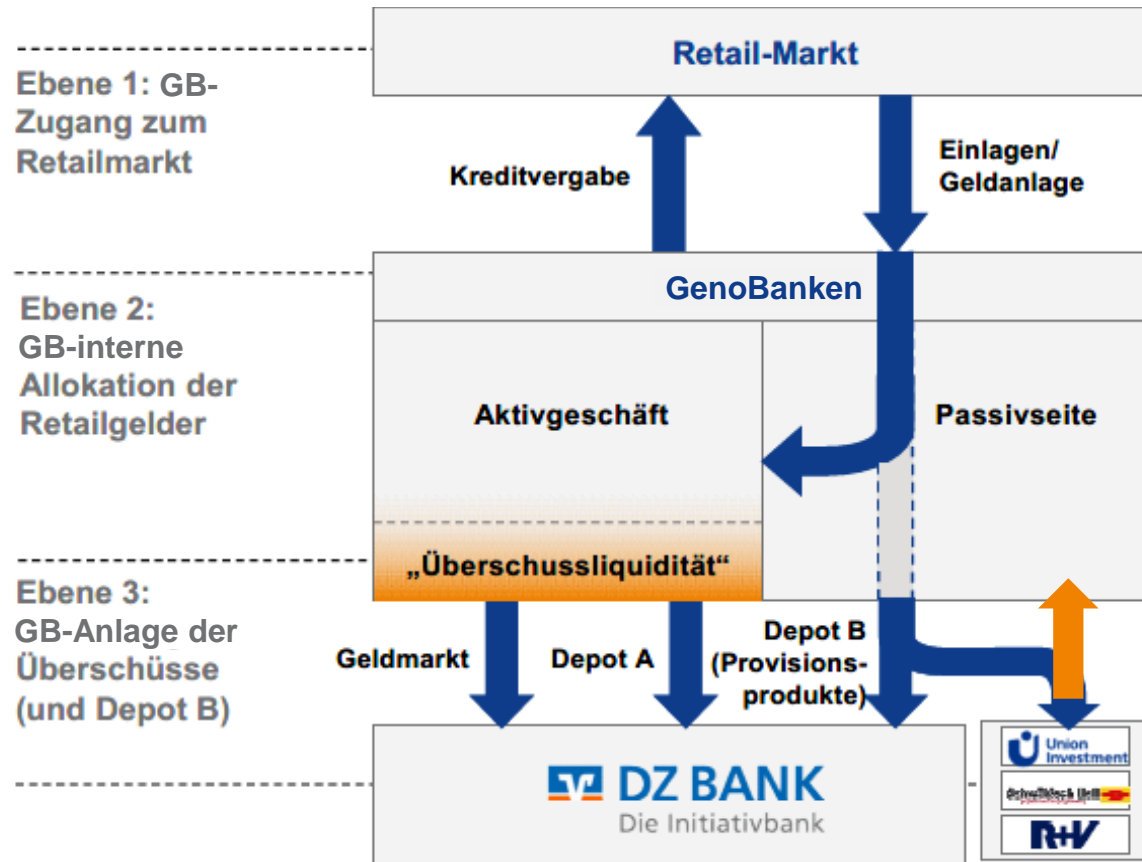 Retail-Markt
Ebene 1: GB-
Zugang zum
Retailmarkt
Kreditvergabe
Einlagen/
Geldanlage
GenoBanken
Ebene 2:
GB-interne
Allokation der
Retailgelder
Aktivgeschäft
Passivseite
„Überschussliquidität“
Ebene 3:
GB-Anlage der
Überschüsse
(und Depot B)
Geldmarkt
Depot A
Depot B
(Provisions-
produkte)
DZ BANK
Die Initiativbank
Union
Investment
Schwäbisch Hall
R+V